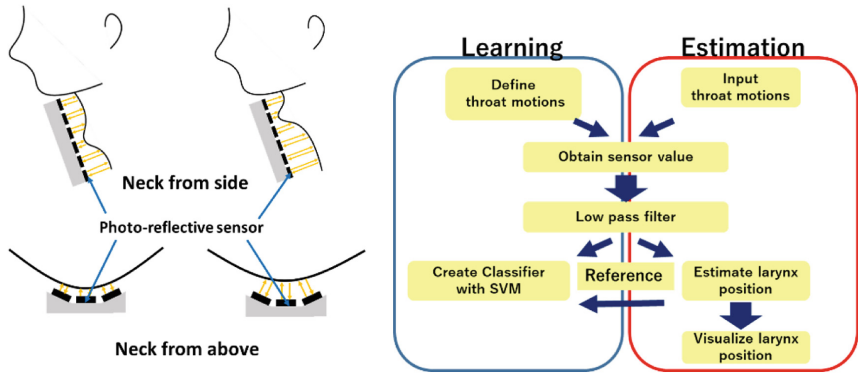 Neck from side
Photo-reflective sensor
Neck from above
Learning
Estimation
Define
throat motions
Input
throat motions
Obtain sensor value
Low pass filter
Create Classifier
with SVM
Reference
Estimate larynx
position
Visualize larynx
position